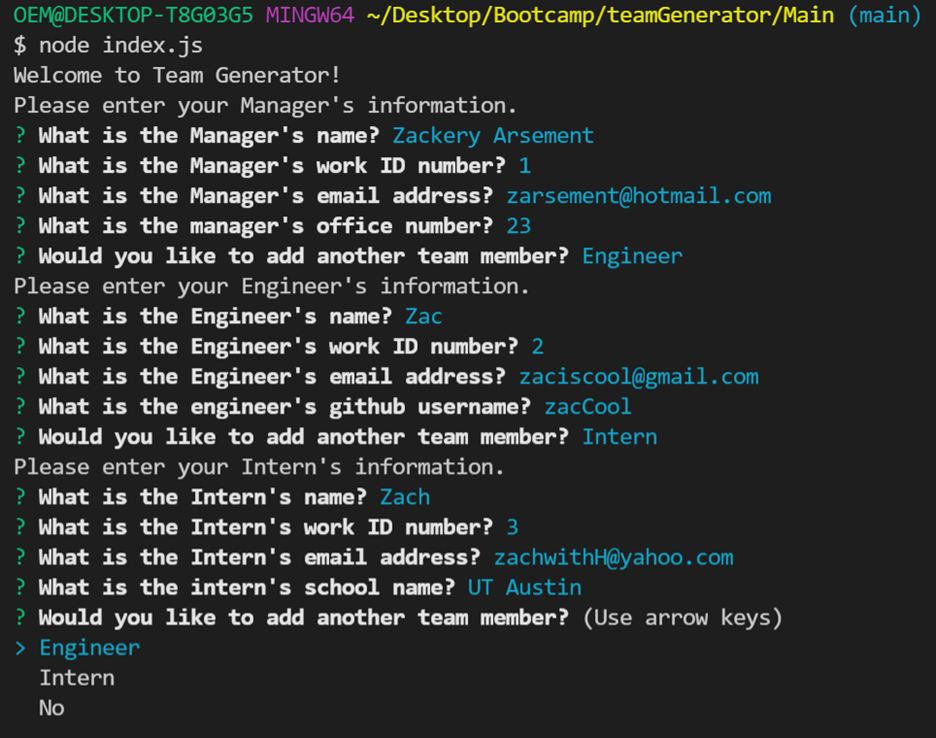 OEM@DESKTOP-T8G03G5 MINGW64 ~/Desktop/Bootcamp/teamGenerator/Main (main)
$ node index.js
Welcome to Team Generator!
Please enter your Manager's information.
? What is the Manager's name? Zackery Arsement
? What is the Manager's work ID number? 1
? What is the Manager's email address? zarsement@hotmail.com
? What is the manager's office number? 23
? Would you like to add another team member? Engineer
Please enter your Engineer's information.
? What is the Engineer's name? Zac
? What is the Engineer's work ID number? 2
? What is the Engineer's email address? zaciscool@gmail.com
? What is the engineer's github username? zacCool
? Would you like to add another team member? Intern
Please enter your Intern's information.
? What is the Intern's name? Zach
? What is the Intern's work ID number? 3
? What is the Intern's email address? zachwithH@yahoo.com
? What is the intern's school name? UT Austin
? Would you like to add another team member? (Use arrow keys)
> Engineer
Intern
No